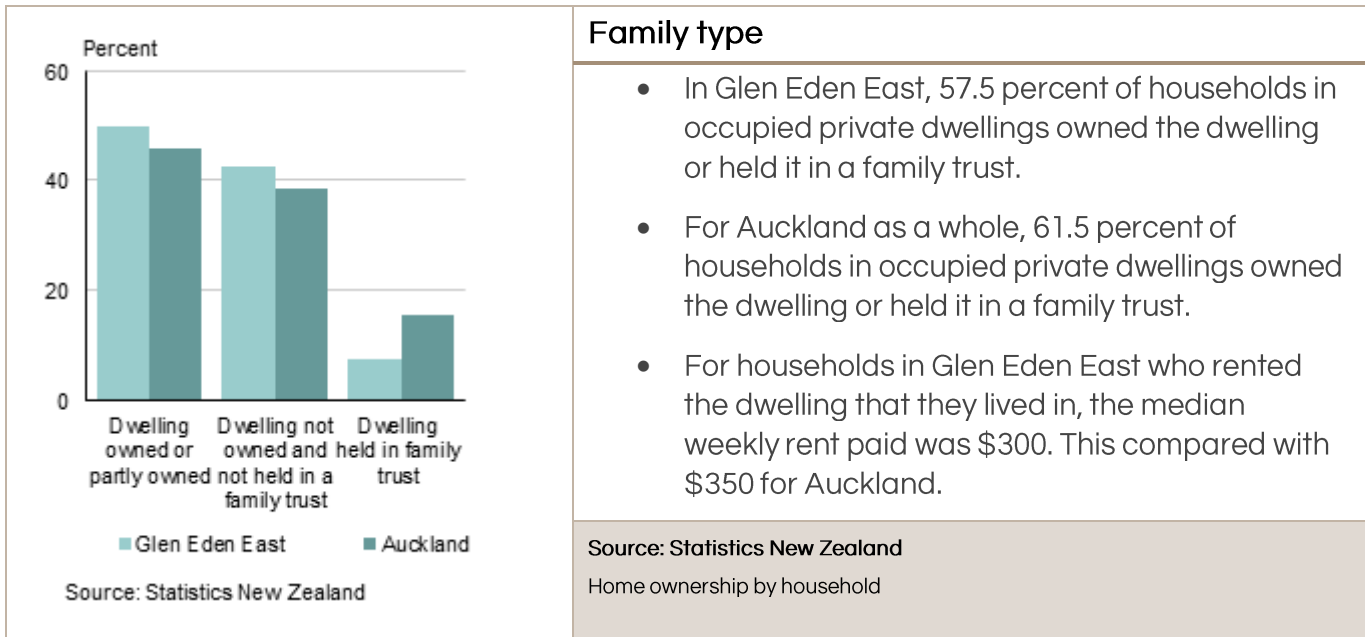 Percent
60
40
20
0
Dwelling
owned or
partly owned
Dwelling not
owned and
not held in a
family trust
Dwelling
held in family
trust
Glen Eden East
Auckland
Source: Statistics New Zealand
Family type
• In Glen Eden East, 57.5 percent of households in
occupied private dwellings owned the dwelling
or held it in a family trust.
• For Auckland as a whole, 61.5 percent of
households in occupied private dwellings owned
the dwelling or held it in a family trust.
• For households in Glen Eden East who rented
the dwelling that they lived in, the median
weekly rent paid was $300. This compared with
$350 for Auckland.
Source: Statistics New Zealand
Home ownership by household